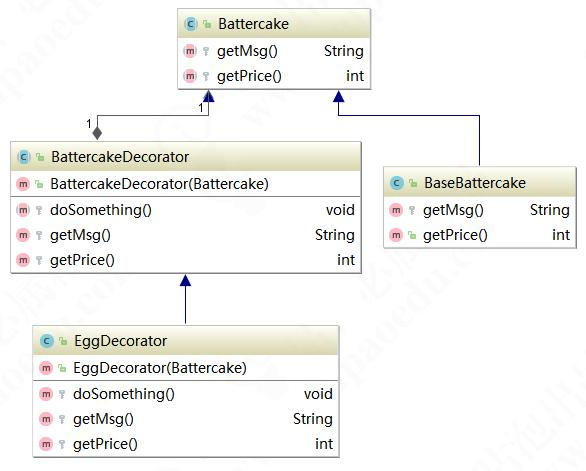 Battercake
getMsg() String
getPrice() int
1
1
BattercakeDecorator
BattercakeDecorator(Battercake)
doSomething() void
getMsg() String
getPrice() int
BaseBattercake
getMsg() String
getPrice() int
EggDecorator
EggDecorator(Battercake)
doSomething() void
getMsg() String
getPrice() int